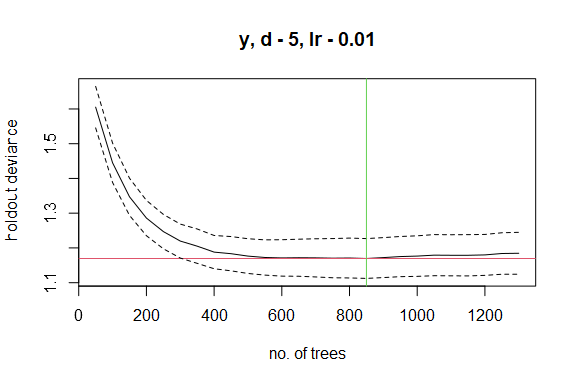 y, d - 5, lr - 0.01
holdout deviance
1.5
1.3
1.1
0 200 400 600 800 1000 1200
no. of trees